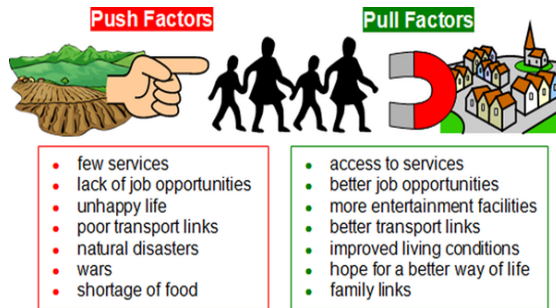 Push Factors
Pull Factors
few services
lack of job opportunities
unhappy life
poor transport links
natural disasters
wars
shortage of food
access to services
better job opportunities
more entertainment facilities
better transport links
improved living conditions
hope for a better way of life
family links